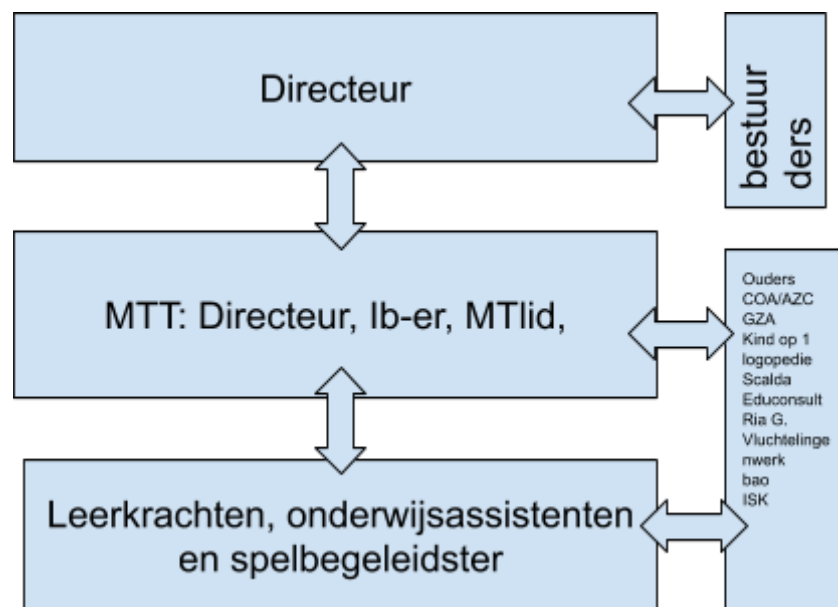 Directeur
bestuur
ders
MTT: Directeur, Ib-er, MTlid,
Ouders
COA/AZC
GZA
Kind op 1
logopedie
Scalda
Educonsult
Ria G.
Vluchtelinge
nwerk
bao
ISK
Leerkrachten, onderwijsassistenten
en spelbegeleidster